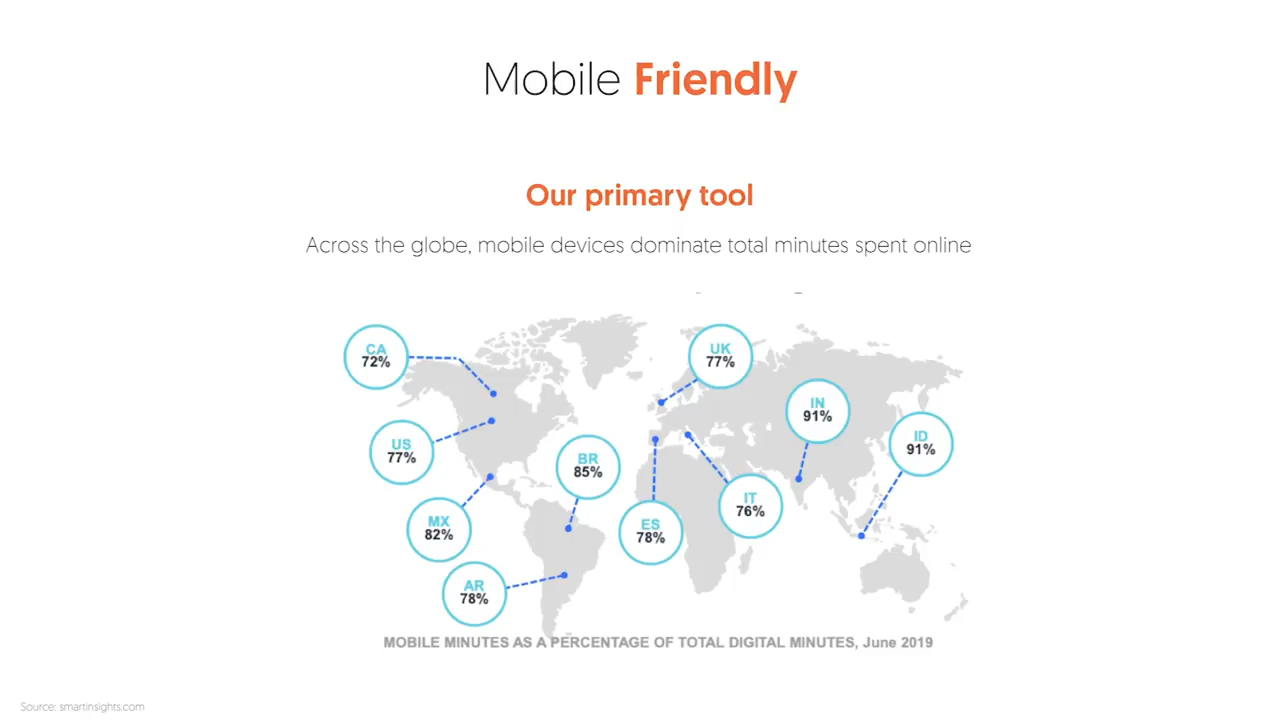 Mobile Friendly
Our primary tool
Across the globe, mobile devices dominate total minutes spent online
CA
72%
UK
77%
IN
91%
US
77%
ID
91%
BR
85%
MX
82%
ES
78%
IT
76%
AR
78%
MOBILE MINUTES AS A PERCENTAGE OF TOTAL DIGITAL MINUTES, June 2019
Source: smartinsights.com